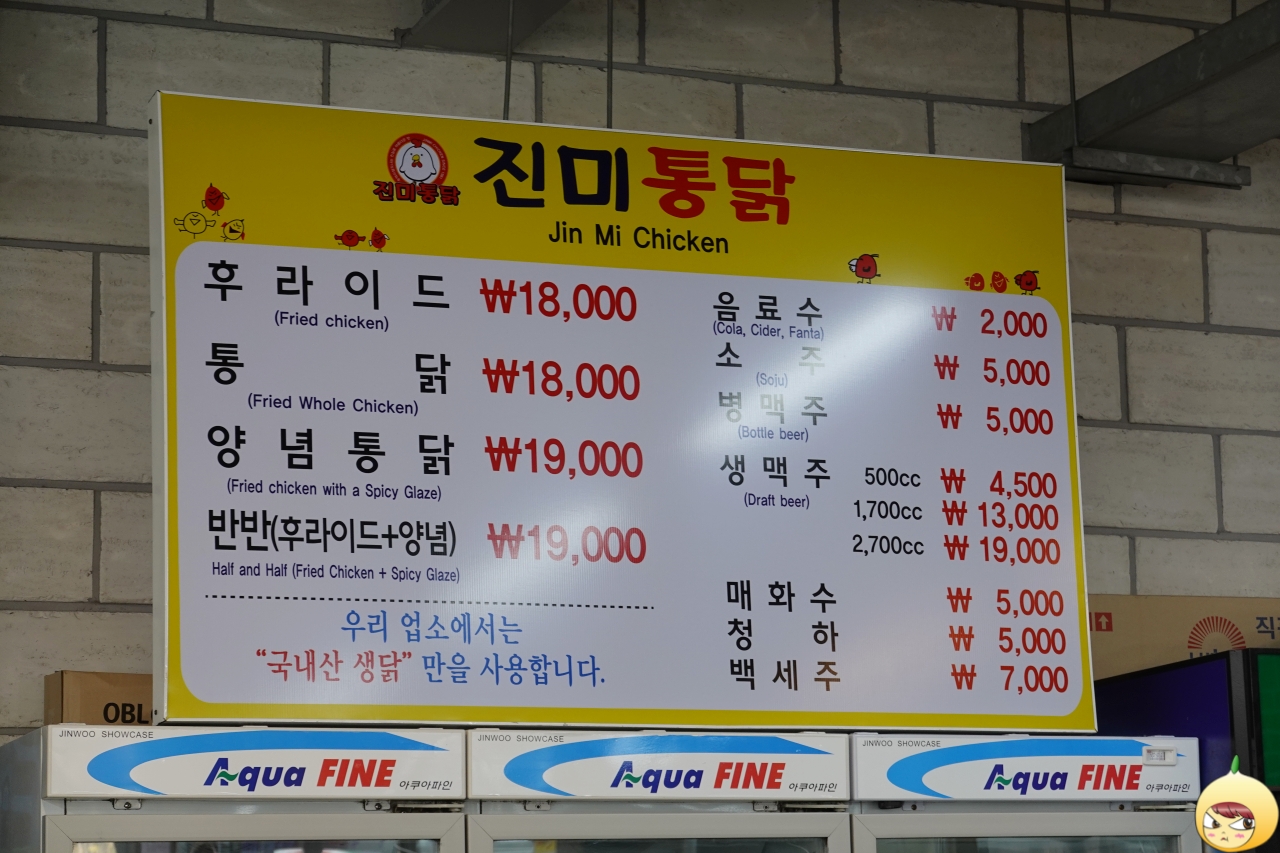 진미통닭
진미통닭
Jin Mi Chicken
후라이드 ₩18,000
(Fried chicken)
통닭 ₩18,000
(Fried Whole Chicken)
양념통닭 ₩19,000
(Fried chicken with a Spicy Glaze)
반반(후라이드+양념) ₩19,000
Half and Half (Fried Chicken + Spicy Glaze)
우리 업소에서는
“국내산 생닭” 만을 사용합니다.
음료수 ₩ 2,000
(Cola, Cider, Fanta)
소주 ₩ 5,000
(Soju)
병맥주 ₩ 5,000
(Bottle beer)
생맥주 500cc ₩ 4,500
(Draft beer)
1,700cc ₩ 13,000
2,700cc ₩ 19,000
매화수 ₩ 5,000
청하 ₩ 5,000
백세주 ₩ 7,000
JINWOO SHOWCASE
Aqua FINE 아쿠아파인
JINWOO SHOWCASE
Aqua FINE 아쿠아파인
JINWOO SHOWCASE
Aqua FINE 아쿠아파인